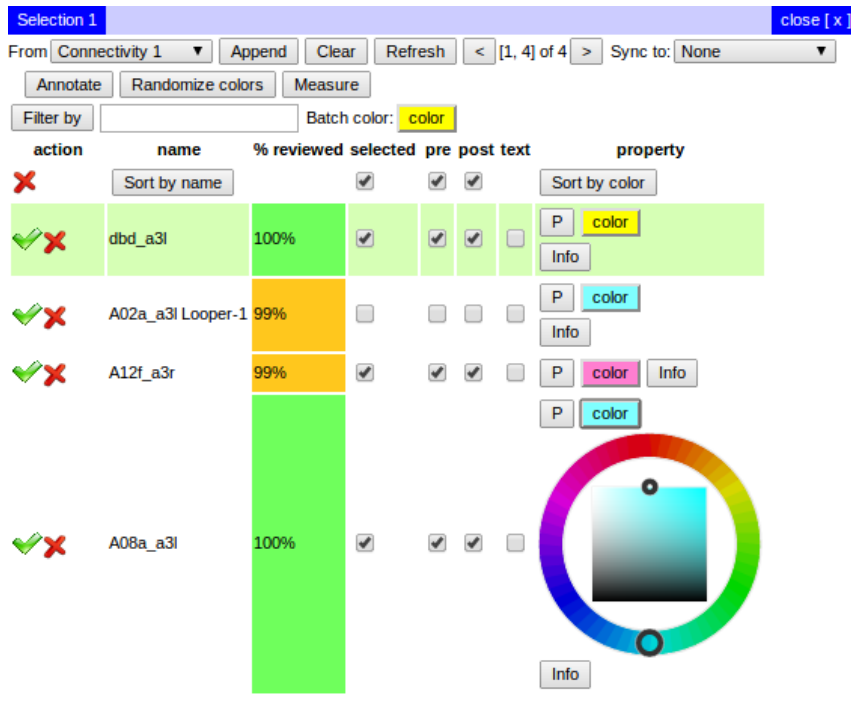 Selection 1 close [ x ]
From Connectivity 1 ▼ Append Clear Refresh < [1, 4] of 4 > Sync to: None ▼
Annotate Randomize colors Measure
Filter by Batch color: color
action name % reviewed selected pre post text property
Sort by name Sort by color
dbd_a3l 100% P color
Info
A02a_a3l Looper-1 99% P color
Info
A12f_a3r 99% P color Info
P color
A08a_a3l 100%
Info